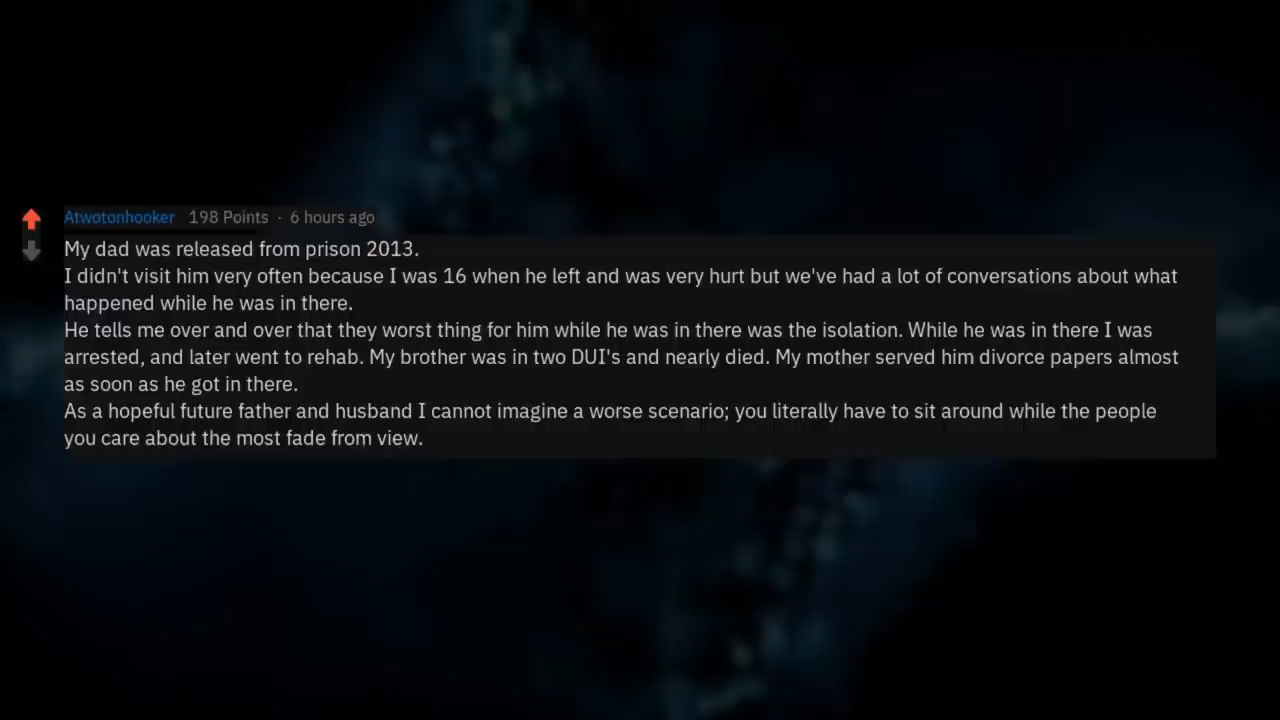 Atwotonhooker 198 Points · 6 hours ago
My dad was released from prison 2013.
I didn't visit him very often because I was 16 when he left and was very hurt but we've had a lot of conversations about what
happened while he was in there.
He tells me over and over that they worst thing for him while he was in there was the isolation. While he was in there I was
arrested, and later went to rehab. My brother was in two DUI's and nearly died. My mother served him divorce papers almost
as soon as he got in there.
As a hopeful future father and husband I cannot imagine a worse scenario; you literally have to sit around while the people
you care about the most fade from view.